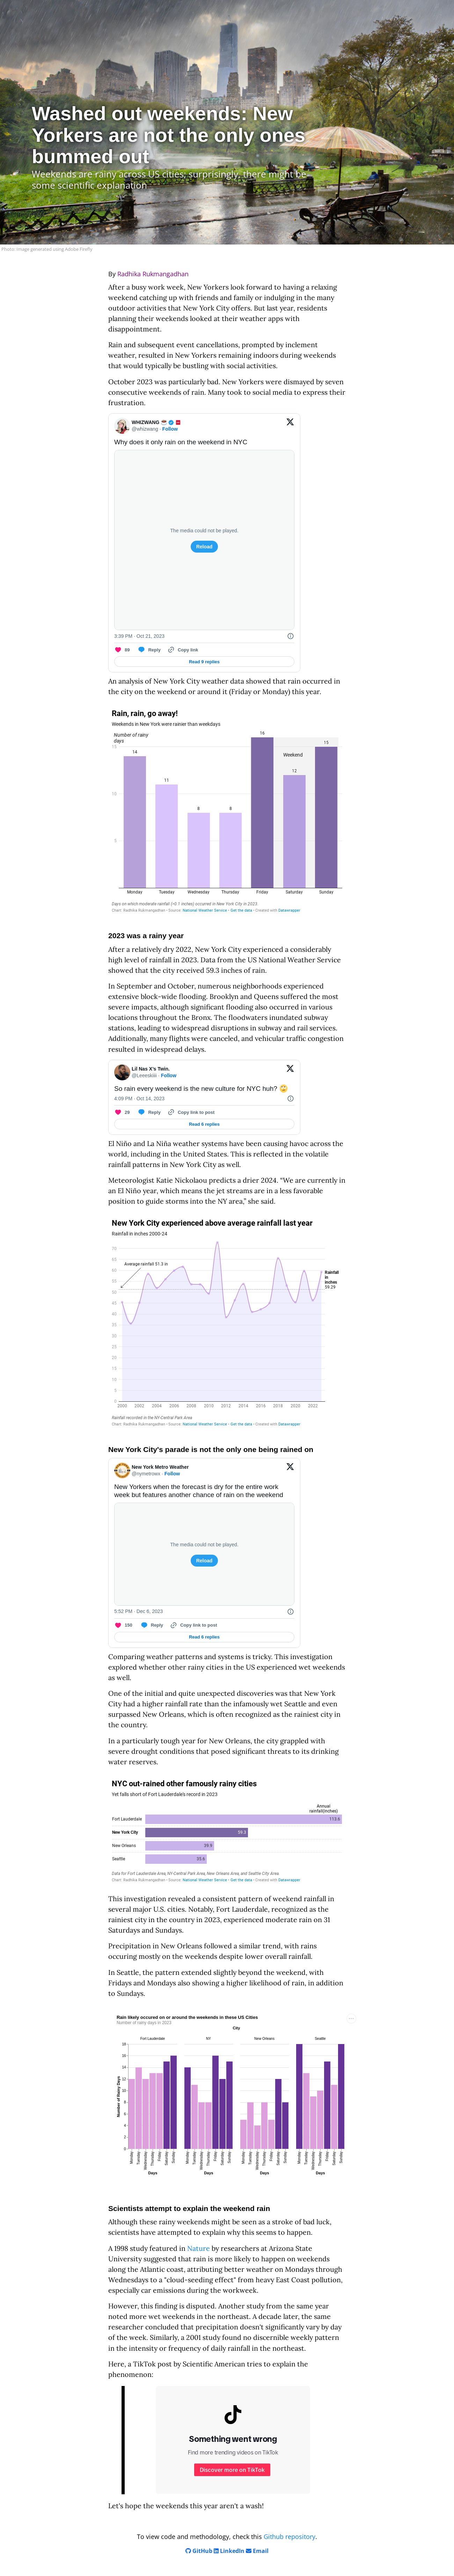 Washed out weekends: New
Yorkers are not the only ones
bummed out
Weekends are rainy across US cities; surprisingly, there might be
some scientific explanation
Photo: Image generated using Adobe Firefly
By Radhika Rukmangadhan
After a busy work week, New Yorkers look forward to having a relaxing
weekend catching up with friends and family or indulging in the many
outdoor activities that New York City offers. But last year, residents
planning their weekends looked at their weather apps with
disappointment.
Rain and subsequent event cancellations, prompted by inclement
weather, resulted in New Yorkers remaining indoors during weekends
that would typically be bustling with social activities.
October 2023 was particularly bad. New Yorkers were dismayed by seven
consecutive weekends of rain. Many took to social media to express their
frustration.
WHIZWANG
@whizwang · Follow
Why does it only rain on the weekend in NYC
The media could not be played.
Reload
3:39 PM · Oct 21, 2023
89 Reply Copy link
Read 9 replies
An analysis of New York City weather data showed that rain occurred in
the city on the weekend or around it (Friday or Monday) this year.
Rain, rain, go away!
Weekends in New York were rainier than weekdays
Number of rainy
days
15
10
5
14
11
8
8
16
12
15
Weekend
Monday Tuesday Wednesday Thursday Friday Saturday Sunday
Days on which moderate rainfall (>0.1 inches) occurred in New York City in 2023.
Chart: Radhika Rukmangadhan • Source: National Weather Service • Get the data • Created with Datawrapper
2023 was a rainy year
After a relatively dry 2022, New York City experienced a considerably
high level of rainfall in 2023. Data from the US National Weather Service
showed that the city received 59.3 inches of rain.
In September and October, numerous neighborhoods experienced
extensive block-wide flooding. Brooklyn and Queens suffered the most
severe impacts, although significant flooding also occurred in various
locations throughout the Bronx. The floodwaters inundated subway
stations, leading to widespread disruptions in subway and rail services.
Additionally, many flights were canceled, and vehicular traffic congestion
resulted in widespread delays.
Lil Nas X's Twin.
· Follow
So rain every weekend is the new culture for NYC huh? 🙄
4:09 PM · Oct 14, 2023
29 Reply Copy link to post
Read 6 replies
El Niño and La Niña weather systems have been causing havoc across the
world, including in the United States. This is reflected in the volatile
rainfall patterns in New York City as well.
Meteorologist Katie Nickolaou predicts a drier 2024. “We are currently in
an El Niño year, which means the jet streams are in a less favorable
position to guide storms into the NY area,” she said.
New York City experienced above average rainfall last year
Rainfall in inches 2000-24
70
65
60
55
50
45
40
35
30
25
20
15
10
5
0
Average rainfall 51.3 in
Rainfall
in
inches
59.29
2000 2002 2004 2006 2008 2010 2012 2014 2016 2018 2020 2022
Rainfall recorded in the NY Central Park Area
Chart: Radhika Rukmangadhan • Source: National Weather Service • Get the data • Created with Datawrapper
New York City's parade is not the only one being rained on
New York Metro Weather
@nymetrowx · Follow
New Yorkers when the forecast is dry for the entire work
week but features another chance of rain on the weekend
The media could not be played.
Reload
5:52 PM · Dec 6, 2023
150 Reply Copy link to post
Read 6 replies
Comparing weather patterns and systems is tricky. This investigation
explored whether other rainy cities in the US experienced wet weekends
as well.
One of the initial and quite unexpected discoveries was that New York
City had a higher rainfall rate than the infamously wet Seattle and even
surpassed New Orleans, which is often recognized as the rainiest city in
the country.
In a particularly tough year for New Orleans, the city grappled with
severe drought conditions that posed significant threats to its drinking
water reserves.
NYC out-rained other famously rainy cities
Yet falls short of Fort Lauderdale's record in 2023
Annual
rainfall(inches)
Fort Lauderdale 113.6
New York City 59.3
New Orleans 39.9
Seattle 35.6
Data for Fort Lauderdale Area, NY-Central Park Area, New Orleans Area, and Seattle City Area.
Chart: Radhika Rukmangadhan • Source: National Weather Service • Get the data • Created with Datawrapper
This investigation revealed a consistent pattern of weekend rainfall in
several major U.S. cities. Notably, Fort Lauderdale, recognized as the
rainiest city in the country in 2023, experienced moderate rain on 31
Saturdays and Sundays.
Precipitation in New Orleans followed a similar trend, with rains
occuring mostly on the weekends despite lower overall rainfall.
In Seattle, the pattern extended slightly beyond the weekend, with
Fridays and Mondays also showing a higher likelihood of rain, in addition
to Sundays.
Rain likely occured on or around the weekends in these US Cities
Number of rainy days in 2023
City
Fort Lauderdale NY New Orleans Seattle
Number of Rainy Days
18
16
14
12
10
8
6
4
2
0
Monday Tuesday Wednesday Thursday Friday Saturday Sunday
Monday Tuesday Wednesday Thursday Friday Saturday Sunday
Monday Tuesday Wednesday Thursday Friday Saturday Sunday
Monday Tuesday Wednesday Thursday Friday Saturday Sunday
Days Days Days Days
Scientists attempt to explain the weekend rain
Although these rainy weekends might be seen as a stroke of bad luck,
scientists have attempted to explain why this seems to happen.
A 1998 study featured in Nature by researchers at Arizona State
University suggested that rain is more likely to happen on weekends
along the Atlantic coast, attributing better weather on Mondays through
Wednesdays to a "cloud-seeding effect" from heavy East Coast pollution,
especially car emissions during the workweek.
However, this finding is disputed. Another study from the same year
noted more wet weekends in the northeast. A decade later, the same
researcher concluded that precipitation doesn't significantly vary by day
of the week. Similarly, a 2001 study found no discernible weekly pattern
in the intensity or frequency of daily rainfall in the northeast.
Here, a TikTok post by Scientific American tries to explain the
phenomenon:
Something went wrong
Find more trending videos on TikTok
Discover more on TikTok
Let's hope the weekends this year aren't a wash!
To view code and methodology, check this Github repository.
GitHub LinkedIn Email